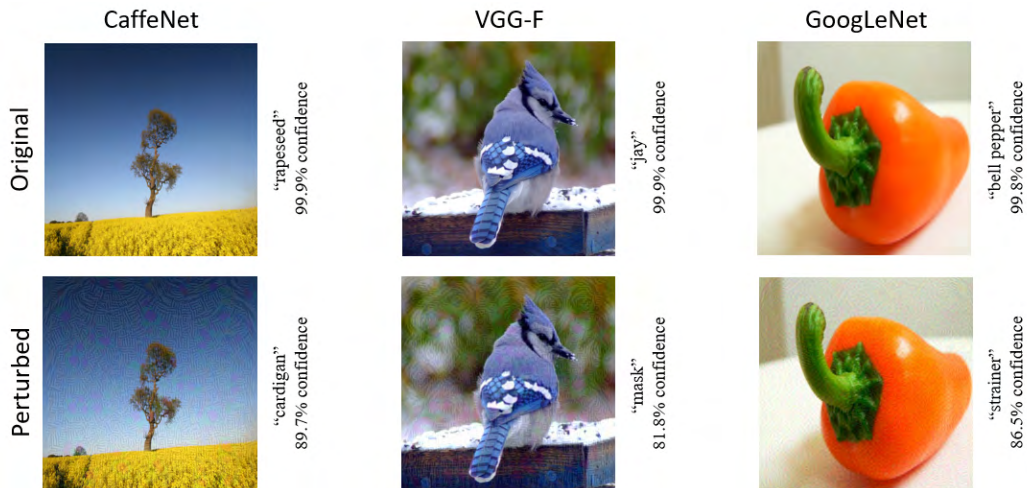 CaffeNet
VGG-F
GoogLeNet
Original
“rapeseed”
99.9% confidence
“jay”
99.9% confidence
“bell pepper”
99.8% confidence
Perturbed
“cardigan”
89.7% confidence
“mask”
81.8% confidence
“strainer”
86.5% confidence